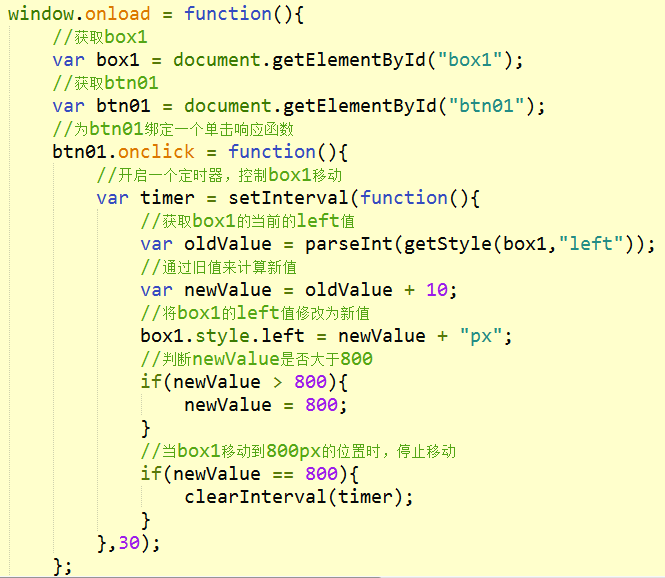 window.onload = function(){
//获取box1
var box1 = document.getElementById("box1");
//获取btn01
var btn01 = document.getElementById("btn01");
//为btn01绑定一个单击响应函数
btn01.onclick = function(){
//开启一个定时器，控制box1移动
var timer = setInterval(function(){
//获取box1的当前的left值
var oldValue = parseInt(getStyle(box1,"left"));
//通过旧值来计算新值
var newValue = oldValue + 10;
//将box1的left值修改为新值
box1.style.left = newValue + "px";
//判断newValue是否大于800
if(newValue > 800){
newValue = 800;
}
//当box1移动到800px的位置时，停止移动
if(newValue == 800){
clearInterval(timer);
}
},30);
};